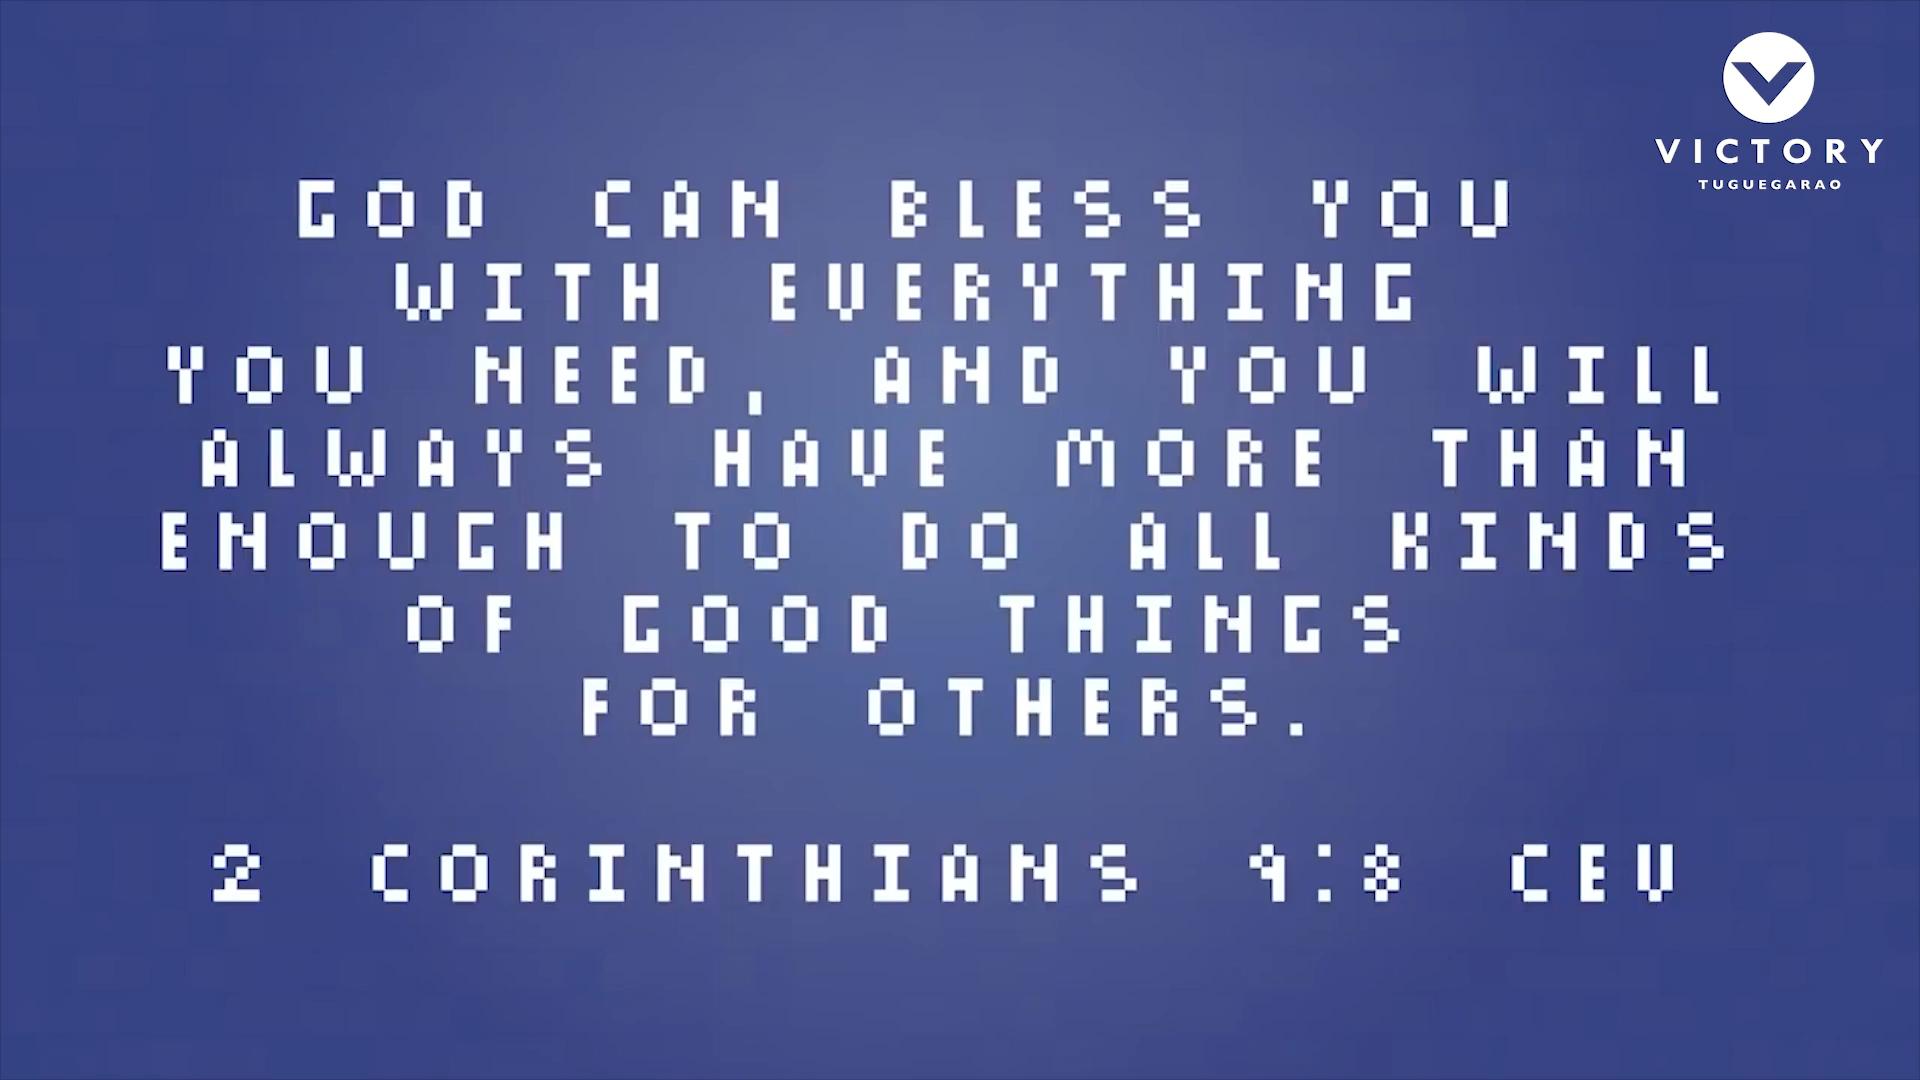 VICTORY
TUGUEGARAO
GOD CAN BLESS YOU
WITH EVERYTHING
YOU NEED, AND YOU WILL
ALWAYS HAVE MORE THAN
ENOUGH TO DO ALL KINDS
OF GOOD THINGS
FOR OTHERS.
2 CORINTHIANS 9:8 CEV